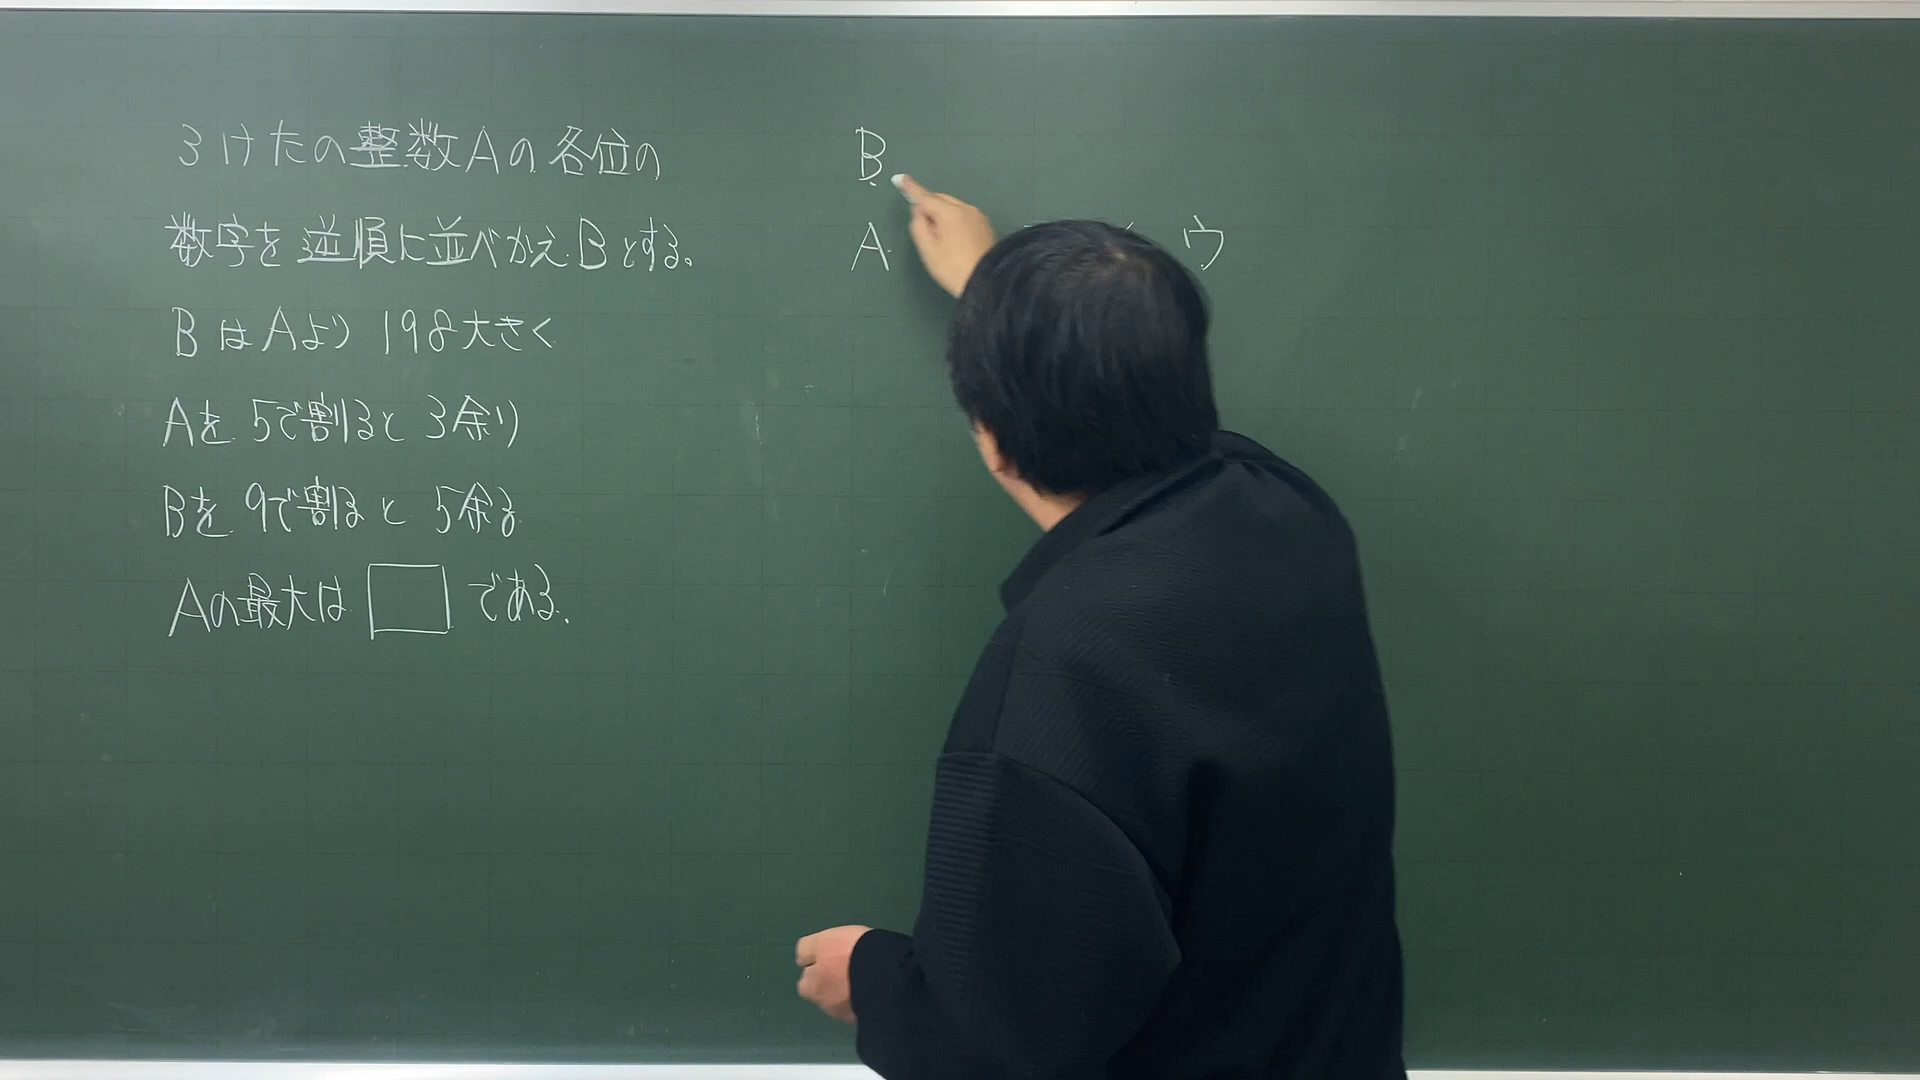 3けたの整数Aの各位の
数字を逆順に並べかえBとする。
BはAより198大きく
Aを5で割ると3余り
Bを9で割ると5余る
Aの最大は□である.
B
A ウ